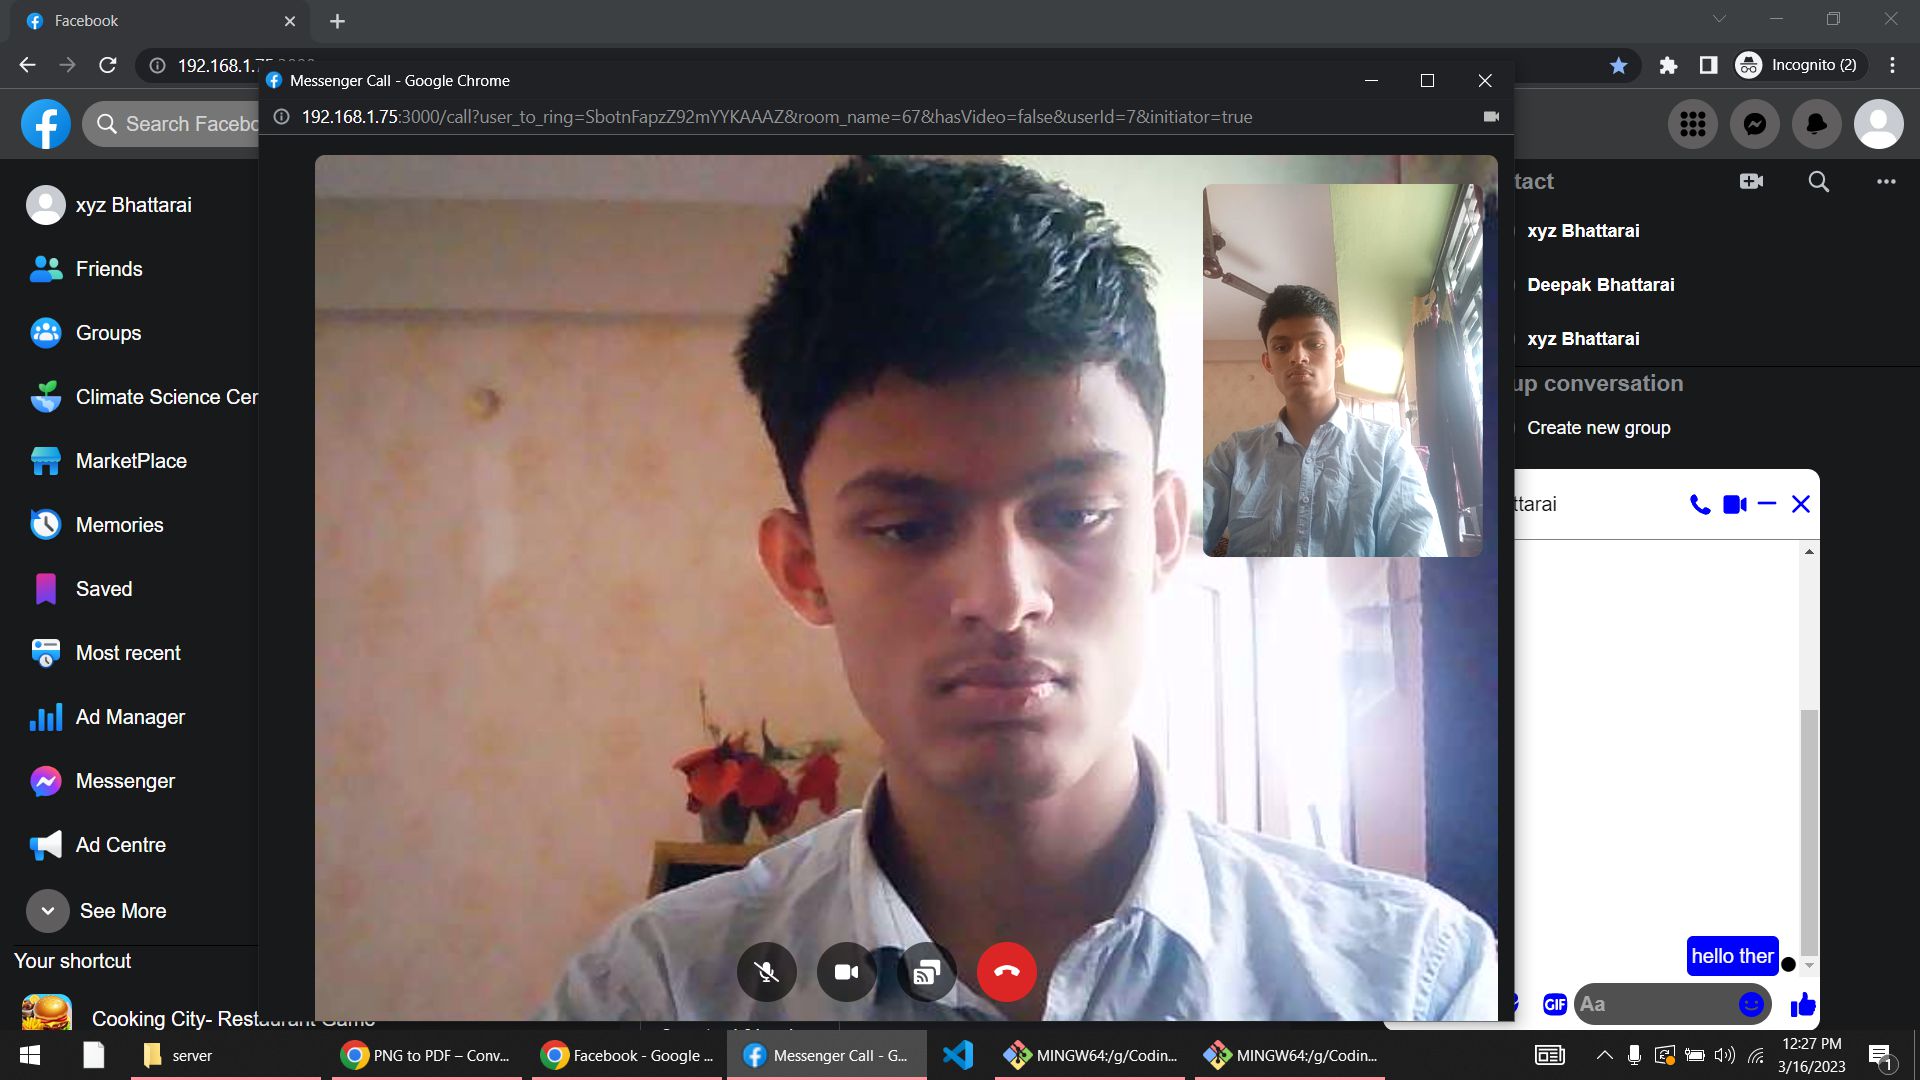 Facebook
192.168.1.75:3000
Incognito (2)
Messenger Call - Google Chrome
192.168.1.75:3000/call?user_to_ring=SbotnFapzZ92mYYKAAAZ&room_name=67&hasVideo=false&userId=7&initiator=true
Search Facebo
xyz Bhattarai
Friends
Groups
Climate Science Cen
MarketPlace
Memories
Saved
Most recent
Ad Manager
Messenger
Ad Centre
See More
Your shortcut
Cooking City- Restaurant Game
tact
xyz Bhattarai
Deepak Bhattarai
xyz Bhattarai
up conversation
Create new group
ttarai
hello ther
GIF
Aa
server
PNG to PDF – Conv...
Facebook - Google ...
Messenger Call - G...
MINGW64:/g/Codin...
MINGW64:/g/Codin...
12:27 PM
3/16/2023
1